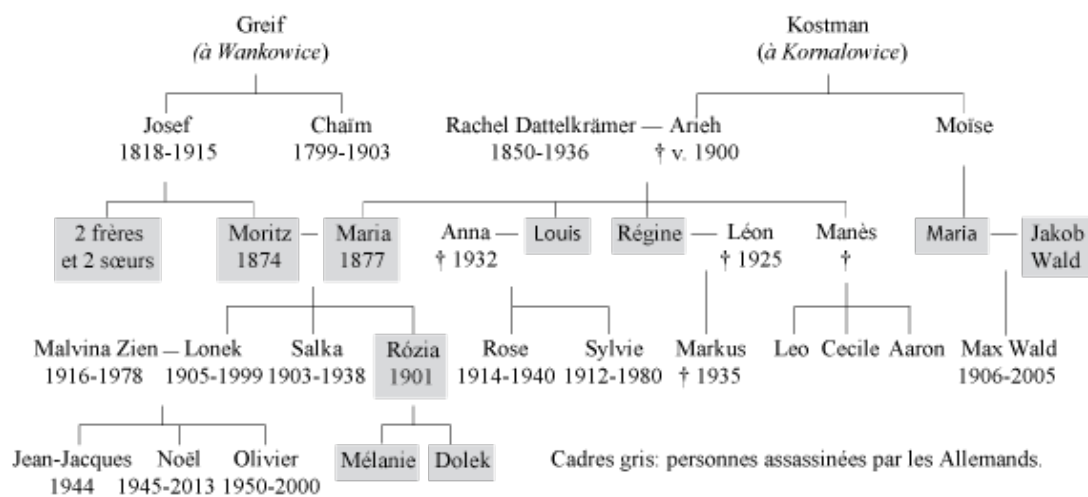 Greif
(à Wankowice)
Kostman
(à Kornalowice)
Josef
1818-1915
Chaïm
1799-1903
Rachel Dattelkrämer
1850-1936
Arieh
† v. 1900
Moïse
2 frères
et 2 sœurs
Moritz
1874
Maria
1877
Anna
† 1932
Louis
Régine
Léon
† 1925
Manès
†
Maria
Jakob
Wald
Malvina Zien
1916-1978
Lonek
1905-1999
Salka
1903-1938
Rózia
1901
Rose
1914-1940
Sylvie
1912-1980
Markus
† 1935
Leo
Cecile
Aaron
Max Wald
1906-2005
Jean-Jacques
1944
Noël
1945-2013
Olivier
1950-2000
Mélanie
Dolek
Cadres gris: personnes assassinées par les Allemands.